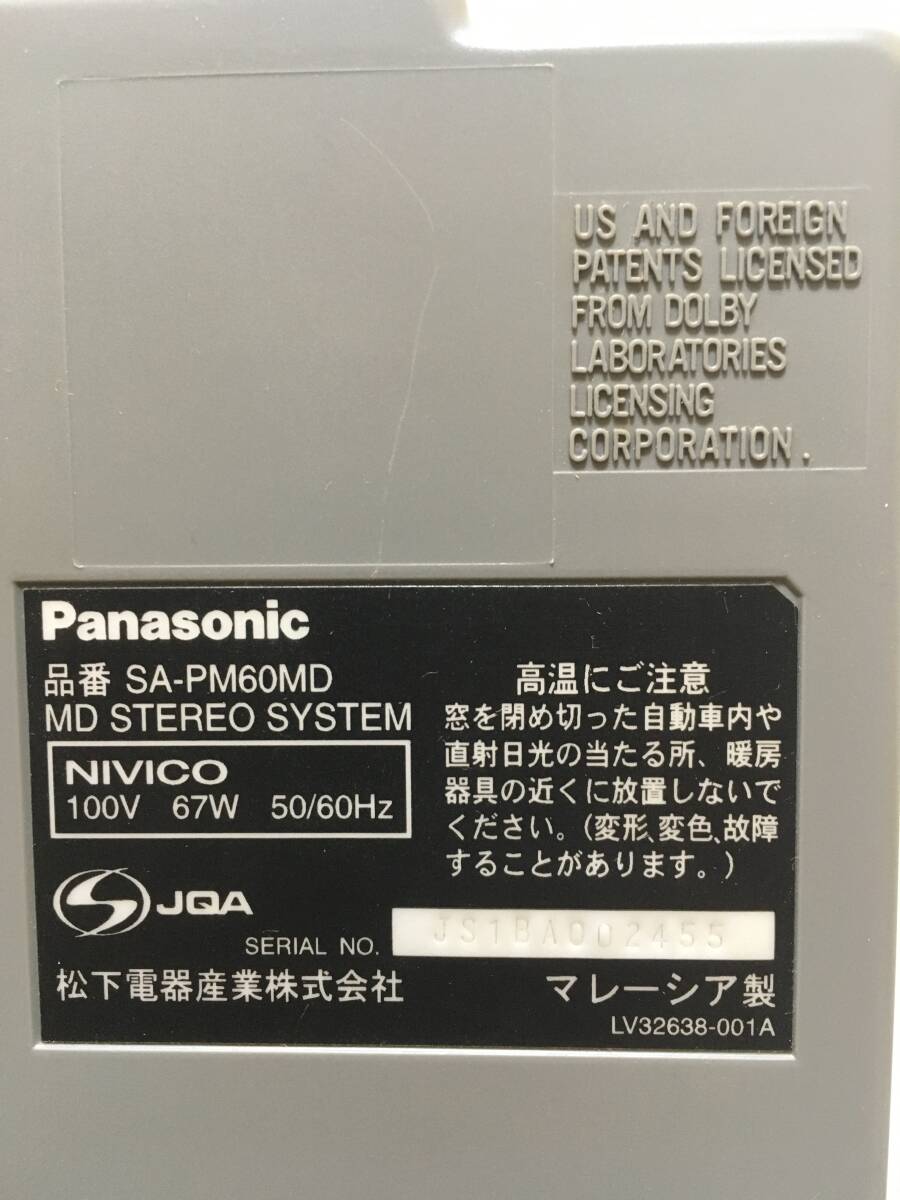 US AND FOREIGN
PATENTS LICENSED
FROM DOLBY
LABORATORIES
LICENSING
CORPORATION.
Panasonic
品番 SA-PM60MD
MD STEREO SYSTEM
NIVICO
100V 67W 50/60Hz
JQA
高温にご注意
窓を閉め切った自動車内や
直射日光の当たる所、暖房
器具の近くに放置しないで
ください。(変形、変色、故障
することがあります。)
SERIAL NO. JS1BA002455
松下電器産業株式会社
マレーシア製
LV32638-001A